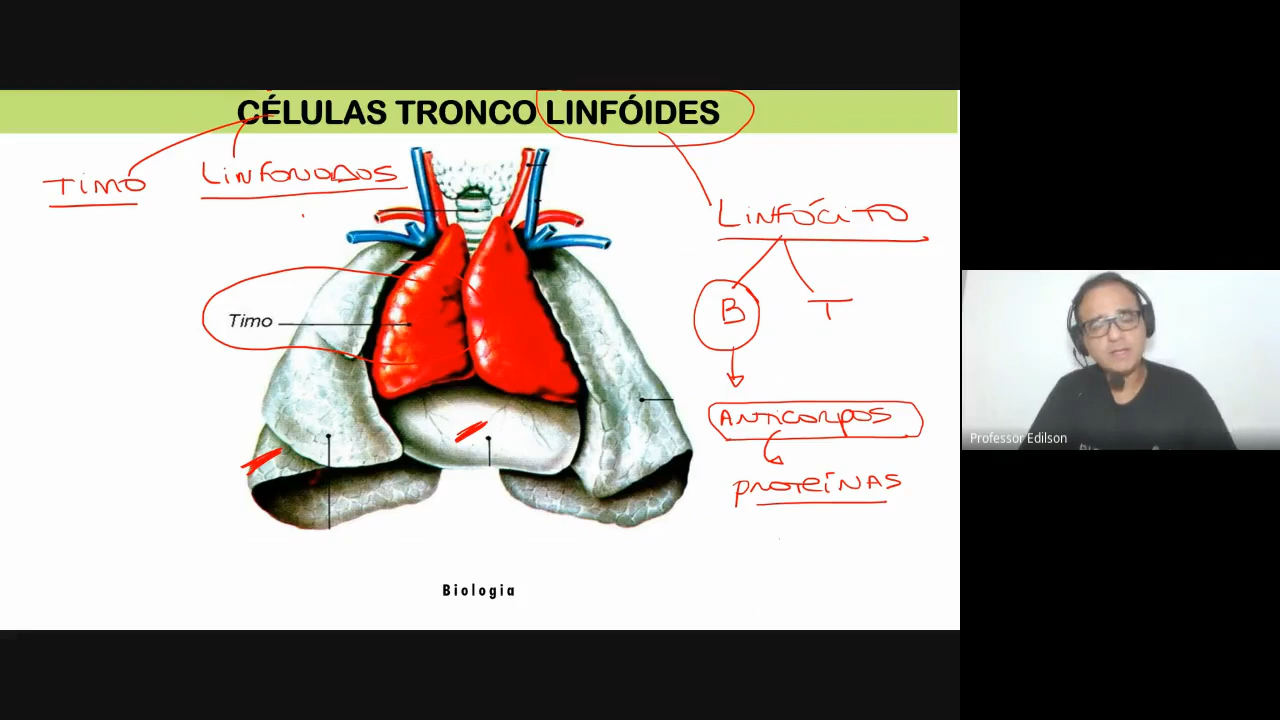 CÉLULAS TRONCO LINFÓIDES
TIMO
LINFONODOS
LINFÓCITO
B
T
Timo
ANTICORPOS
PROTEÍNAS
Professor Edilson
Biologia